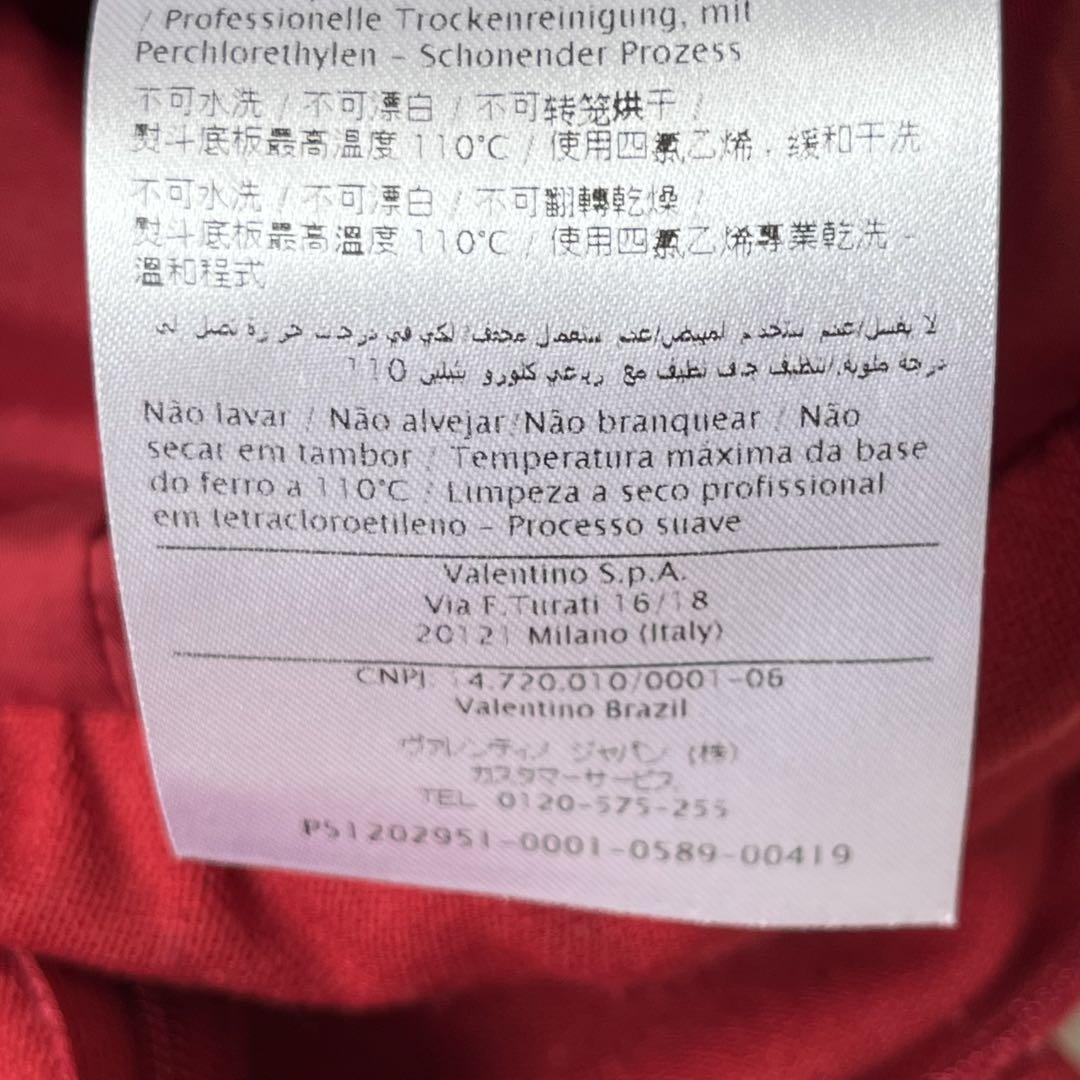 / Professionelle Trockenreinigung, mit
Perchlorethylen – Schonender Prozess
不可水洗 / 不可漂白 / 不可转笼烘干 /
熨斗底板最高温度 110°C / 使用四氯乙烯，缓和干洗
不可水洗 / 不可漂白 / 不可翻轉乾燥 /
熨斗底板最高溫度 110°C / 使用四氯乙烯專業乾洗 -
溫和程式
110
Não lavar / Não alvejar/Não branquear / Não
secar em tambor / Temperatura máxima da base
do ferro a 110°C / Limpeza a seco profissional
em tetracloroetileno – Processo suave
Valentino S.p.A.
Via F.Turati 16/18
20121 Milano (Italy)
CNPJ. 14.720.010/0001-06
Valentino Brazil
ヴァレンティノ ジャパン (株)
カスタマーサービス
TEL 0120-575-255
PS1202951-0001-0589-00419